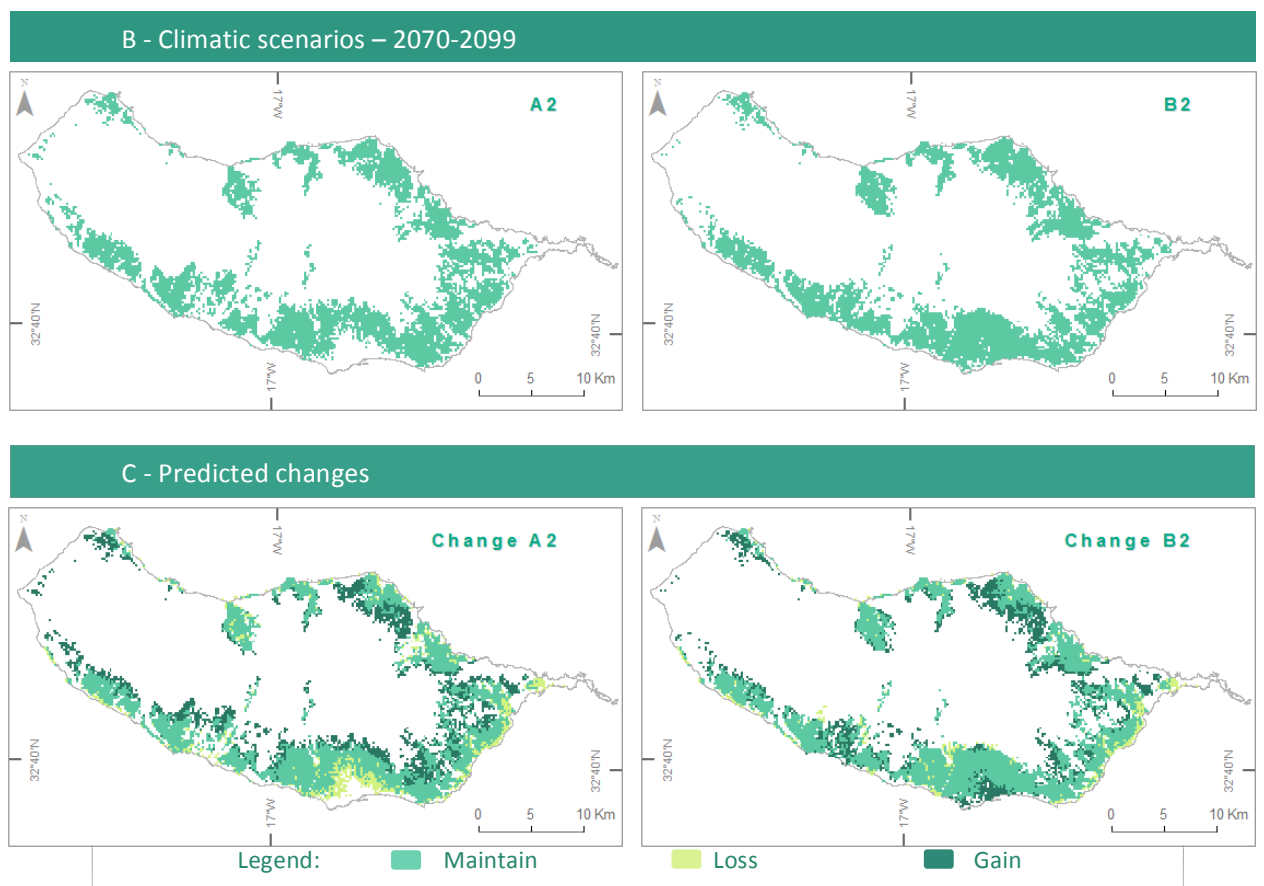 B - Climatic scenarios – 2070-2099
N
17°W
A2
32°40'N
32°40'N
17°W
0 5 10 Km
N
17°W
B2
32°40'N
32°40'N
17°W
0 5 10 Km
C - Predicted changes
N
17°W
Change A2
32°40'N
32°40'N
17°W
0 5 10 Km
N
17°W
Change B2
32°40'N
32°40'N
17°W
0 5 10 Km
Legend: Maintain Loss Gain